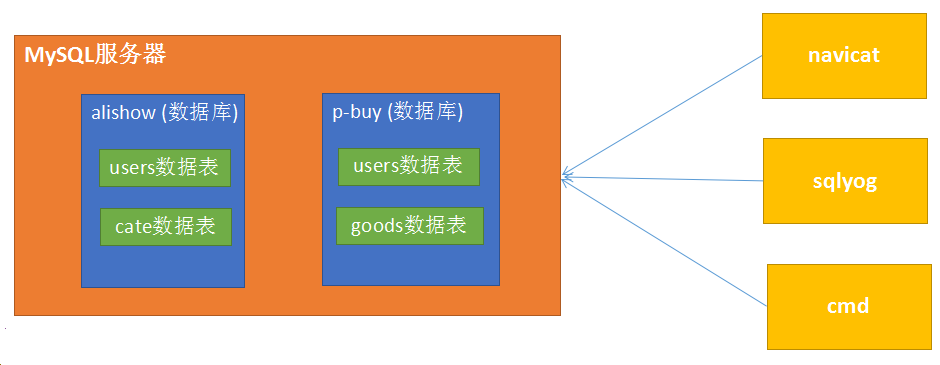 MySQL服务器
alishow (数据库)
users数据表
cate数据表
p-buy (数据库)
users数据表
goods数据表
navicat
sqlyog
cmd